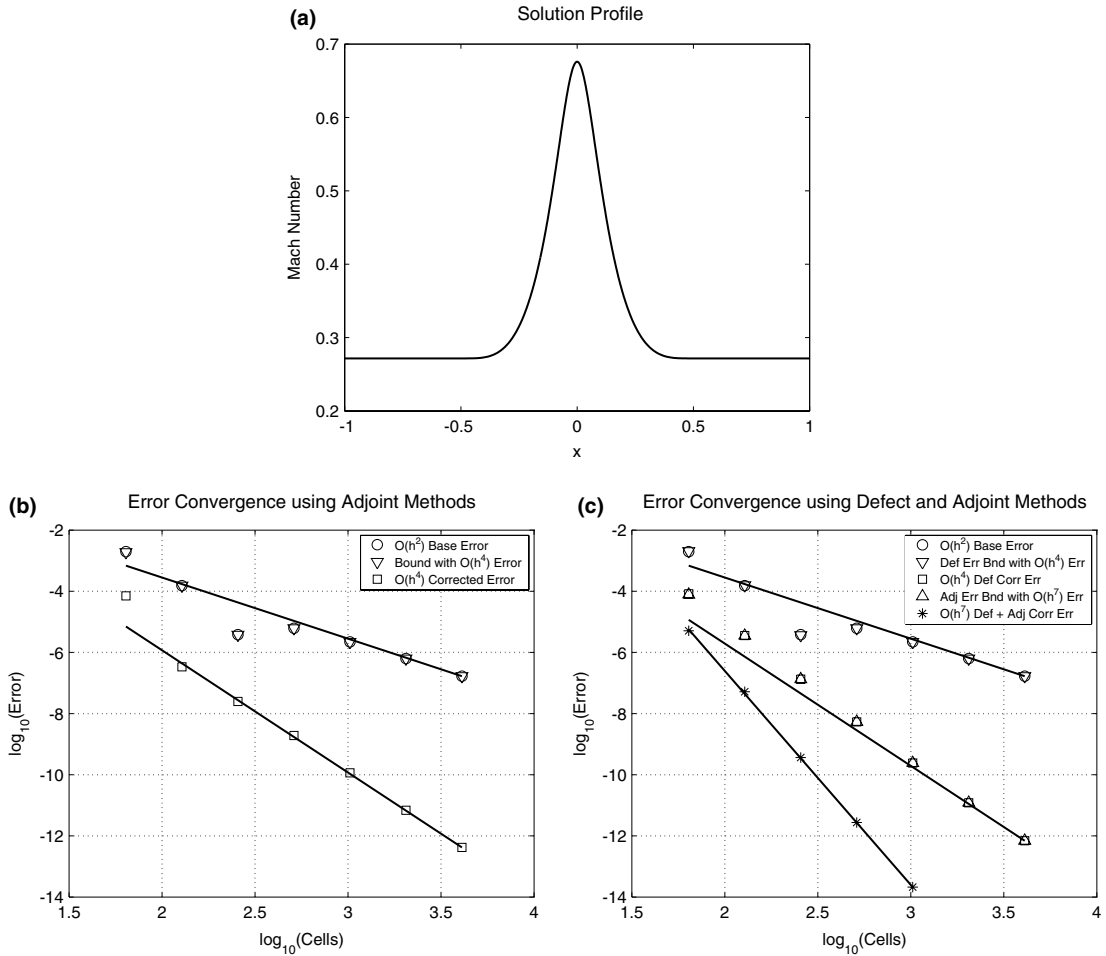 (a)
Solution Profile
0.7
0.6
0.5
0.4
0.3
0.2
Mach Number
-1
-0.5
0
0.5
1
x
(b)
Error Convergence using Adjoint Methods
O(h²) Base Error
Bound with O(h⁴) Error
O(h⁴) Corrected Error
-2
-4
-6
-8
-10
-12
-14
log₁₀(Error)
1.5
2
2.5
3
3.5
4
log₁₀(Cells)
(c)
Error Convergence using Defect and Adjoint Methods
O(h²) Base Error
Def Err Bnd with O(h⁴) Err
O(h⁴) Def Corr Err
Adj Err Bnd with O(h⁷) Err
O(h⁷) Def + Adj Corr Err
-2
-4
-6
-8
-10
-12
-14
log₁₀(Error)
1.5
2
2.5
3
3.5
4
log₁₀(Cells)